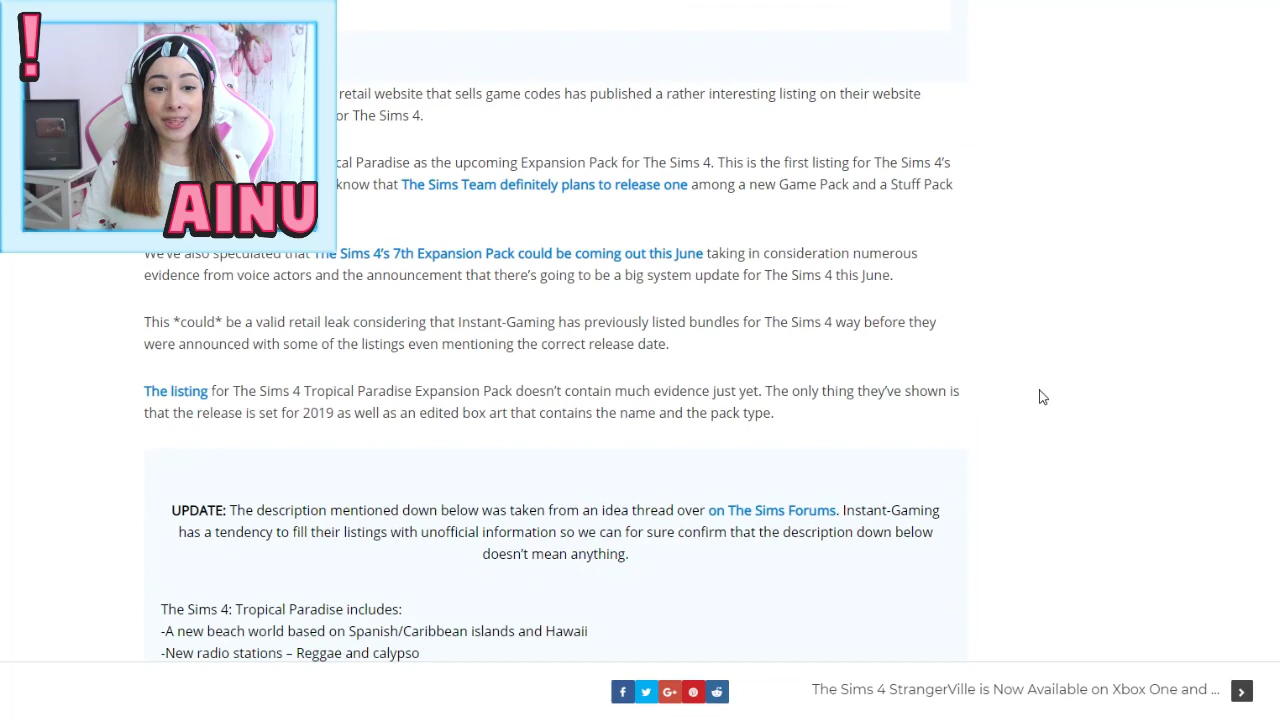 !
AINU
retail website that sells game codes has published a rather interesting listing on their website
or The Sims 4.
cal Paradise as the upcoming Expansion Pack for The Sims 4. This is the first listing for The Sims 4's
know that The Sims Team definitely plans to release one among a new Game Pack and a Stuff Pack
We've also speculated that The Sims 4's 7th Expansion Pack could be coming out this June taking in consideration numerous
evidence from voice actors and the announcement that there's going to be a big system update for The Sims 4 this June.
This *could* be a valid retail leak considering that Instant-Gaming has previously listed bundles for The Sims 4 way before they
were announced with some of the listings even mentioning the correct release date.
The listing for The Sims 4 Tropical Paradise Expansion Pack doesn't contain much evidence just yet. The only thing they've shown is
that the release is set for 2019 as well as an edited box art that contains the name and the pack type.
UPDATE: The description mentioned down below was taken from an idea thread over on The Sims Forums. Instant-Gaming
has a tendency to fill their listings with unofficial information so we can for sure confirm that the description down below
doesn't mean anything.
The Sims 4: Tropical Paradise includes:
-A new beach world based on Spanish/Caribbean islands and Hawaii
-New radio stations – Reggae and calypso
The Sims 4 StrangerVille is Now Available on Xbox One and ...